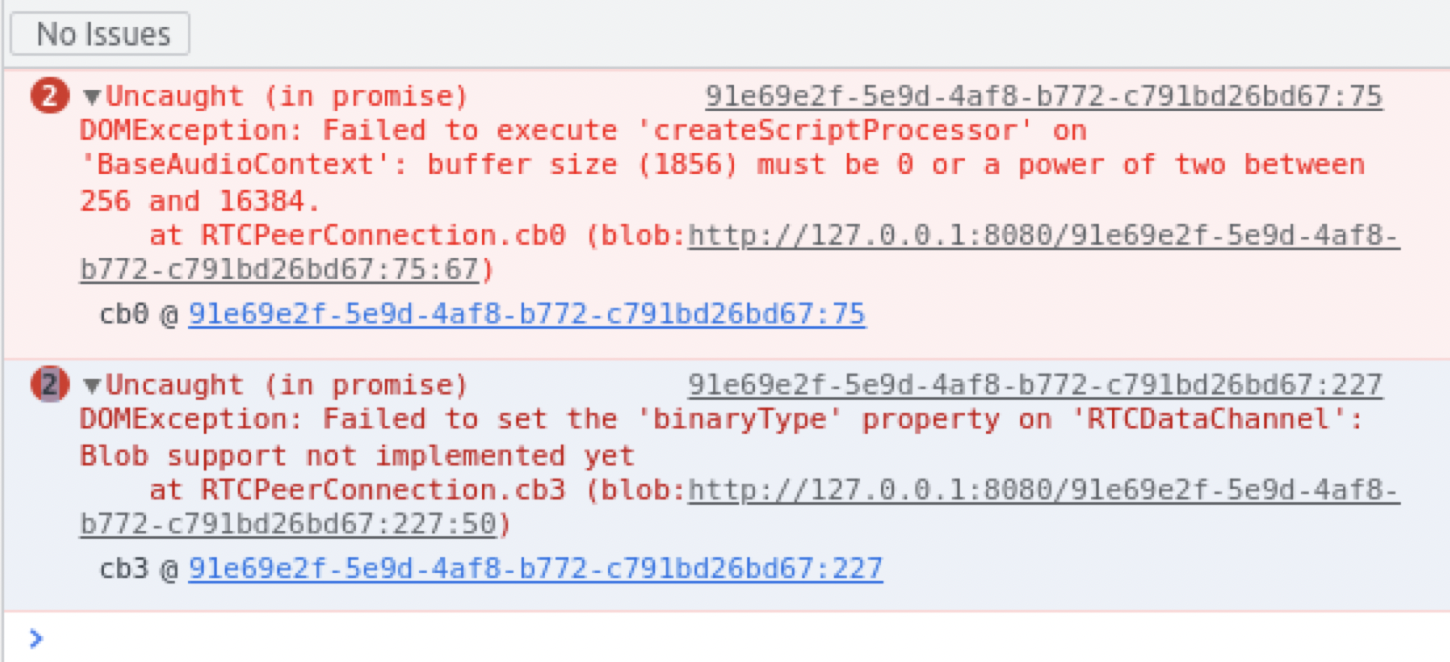 No Issues
2 ▼Uncaught (in promise) 91e69e2f-5e9d-4af8-b772-c791bd26bd67:75
DOMException: Failed to execute 'createScriptProcessor' on
'BaseAudioContext': buffer size (1856) must be 0 or a power of two between
256 and 16384.
at RTCPeerConnection.cb0 (blob:http://127.0.0.1:8080/91e69e2f-5e9d-4af8-
b772-c791bd26bd67:75:67)
cb0 @ 91e69e2f-5e9d-4af8-b772-c791bd26bd67:75
2 ▼Uncaught (in promise) 91e69e2f-5e9d-4af8-b772-c791bd26bd67:227
DOMException: Failed to set the 'binaryType' property on 'RTCDataChannel':
Blob support not implemented yet
at RTCPeerConnection.cb3 (blob:http://127.0.0.1:8080/91e69e2f-5e9d-4af8-
b772-c791bd26bd67:227:50)
cb3 @ 91e69e2f-5e9d-4af8-b772-c791bd26bd67:227